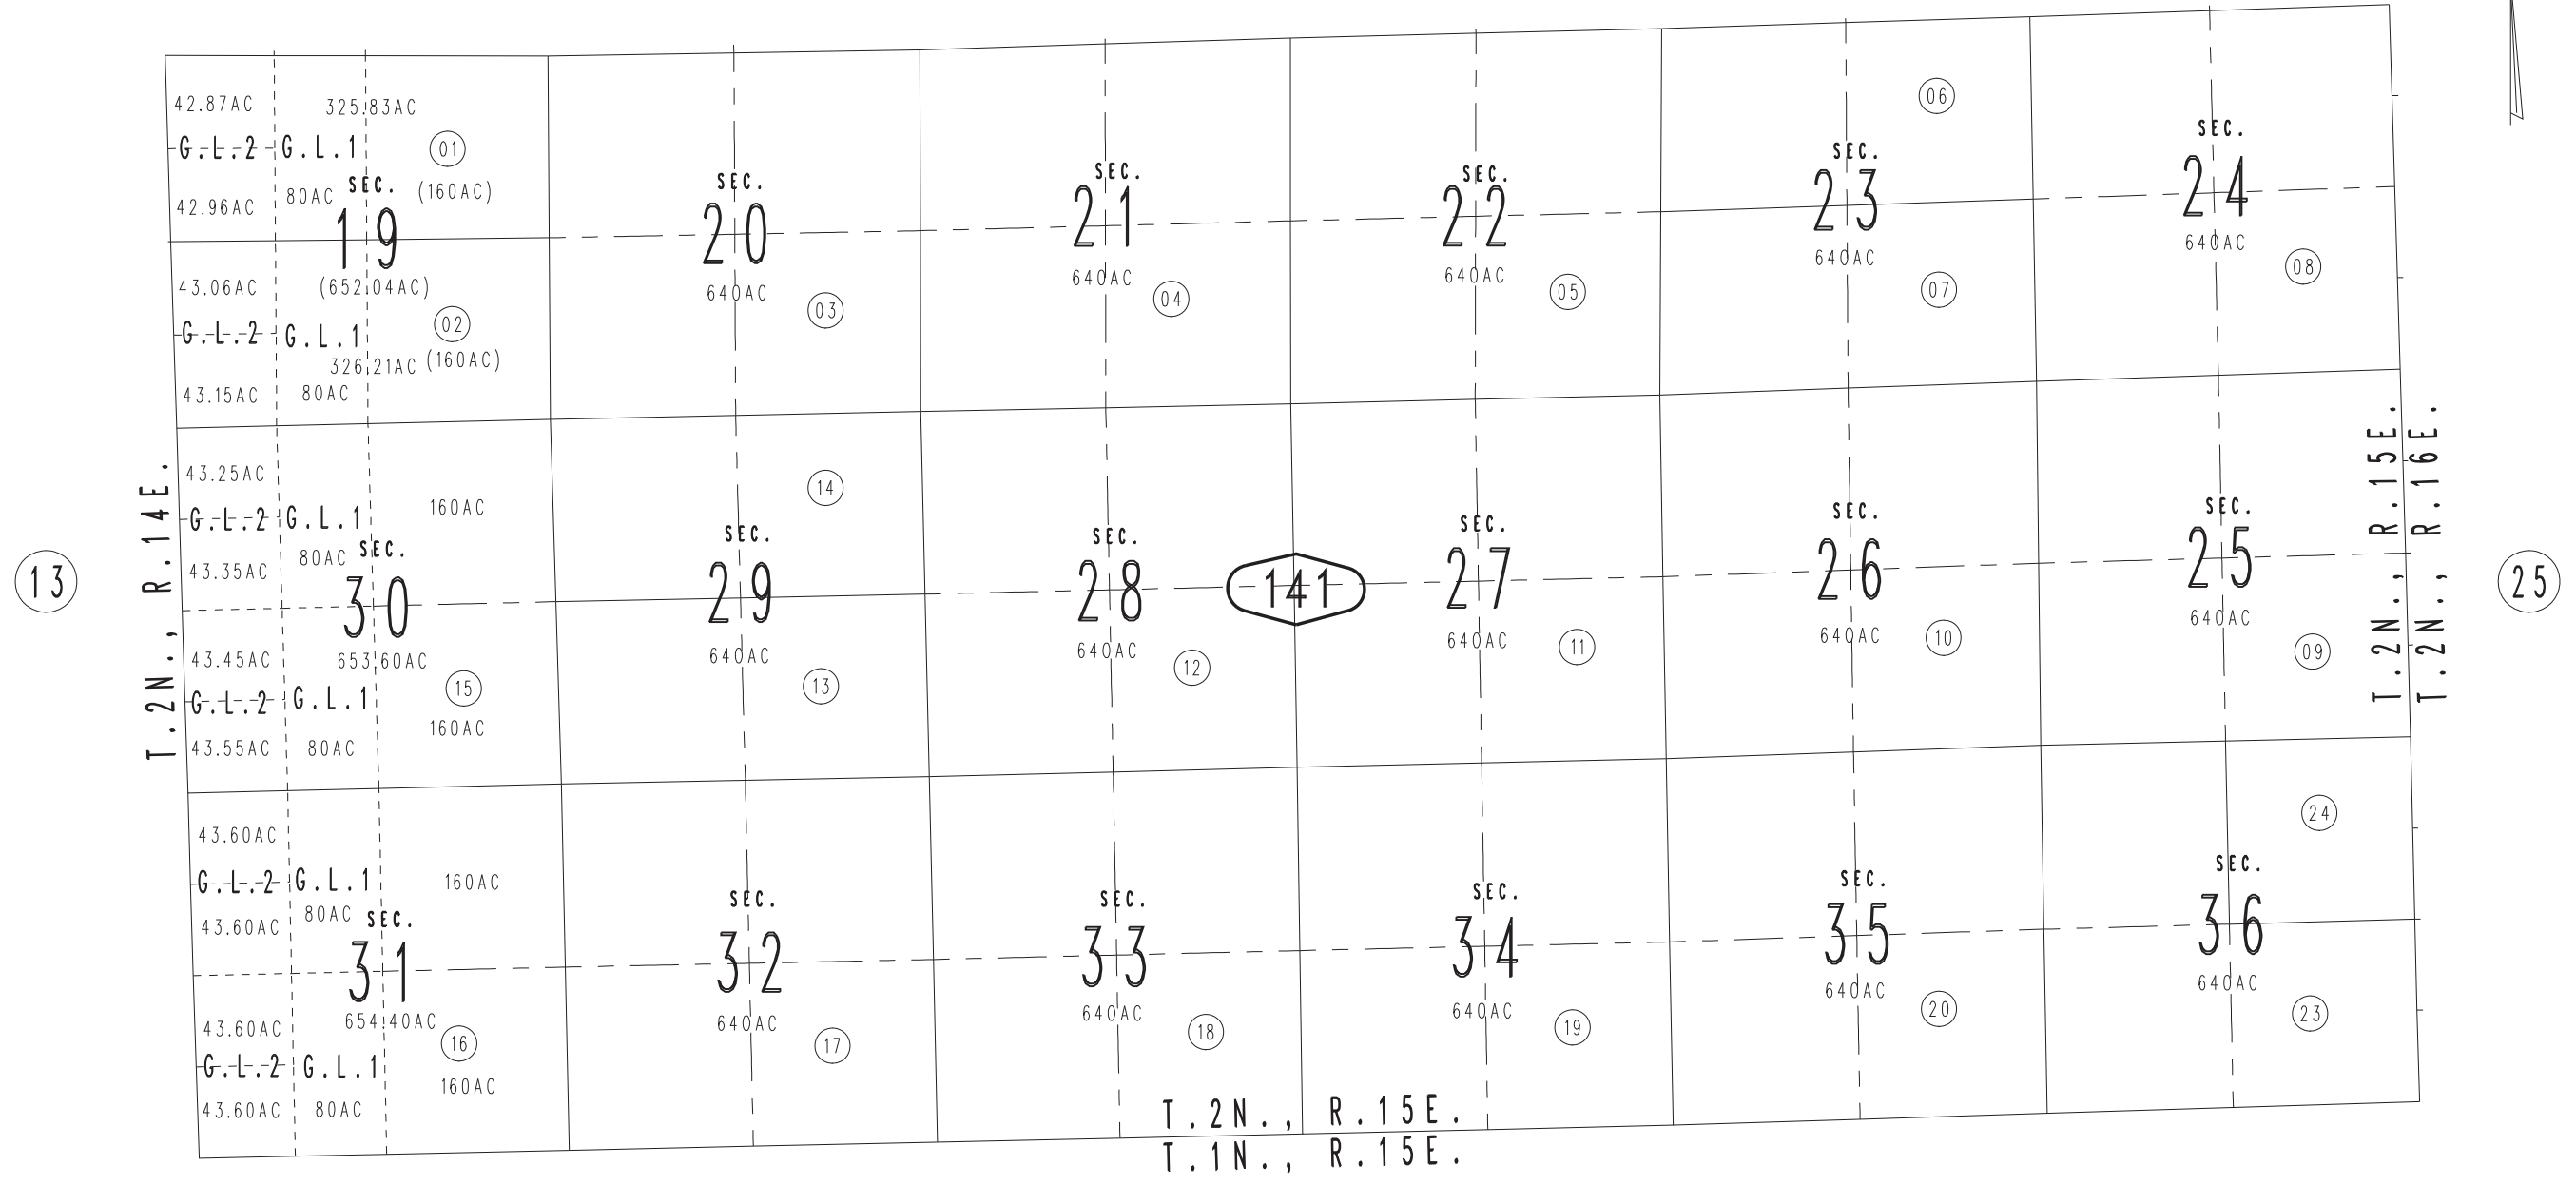 06
42.87AC 325.83AC
G.L.2 G.L.1 01
SEC. 24
SEC. 23
SEC. 22
SEC. 21
SEC. 20
80AC SEC. 19 (160AC)
42.96AC
640AC
640AC
640AC
640AC
640AC
08
07
05
04
03
43.06AC (652.04AC)
G.L.2 G.L.1 02
326.21AC (160AC)
43.15AC 80AC
T.2N., R.14E.
T.2N., R.15E.
T.2N., R.16E.
13
25
43.25AC
160AC
14
G.L.2 G.L.1
80AC SEC. 30
43.35AC
SEC. 29
SEC. 28
141
SEC. 27
SEC. 26
SEC. 25
43.45AC 653.60AC
640AC
640AC
640AC
640AC
640AC
15
13
12
11
10
09
G.L.2 G.L.1
160AC
43.55AC 80AC
43.60AC
24
G.L.2 G.L.1 160AC
80AC SEC. 31
43.60AC
SEC. 32
SEC. 33
SEC. 34
SEC. 35
SEC. 36
43.60AC 654.40AC
640AC
640AC
640AC
640AC
640AC
16
17
18
19
20
23
G.L.2 G.L.1
160AC
43.60AC 80AC
T.2N., R.15E.
T.1N., R.15E.